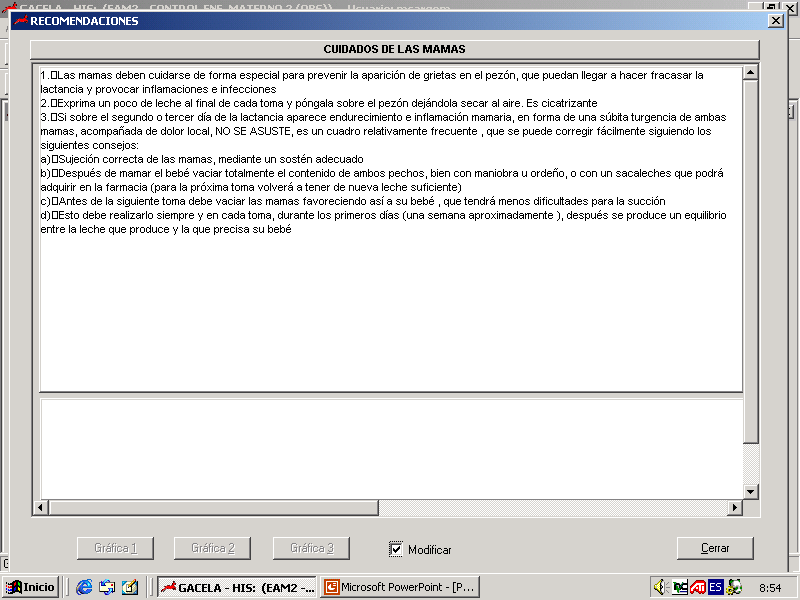 GACELA - HIS: (EAM2 - CONTROL ENF. MATERNO 2 (OBS)) - Usuario: mcargom
RECOMENDACIONES
CUIDADOS DE LAS MAMAS
1. Las mamas deben cuidarse de forma especial para prevenir la aparición de grietas en el pezón, que puedan llegar a hacer fracasar la
lactancia y provocar inflamaciones e infecciones
2. Exprima un poco de leche al final de cada toma y póngala sobre el pezón dejándola secar al aire. Es cicatrizante
3. Si sobre el segundo o tercer día de la lactancia aparece endurecimiento e inflamación mamaria, en forma de una súbita turgencia de ambas
mamas, acompañada de dolor local, NO SE ASUSTE, es un cuadro relativamente frecuente , que se puede corregir fácilmente siguiendo los
siguientes consejos:
a) Sujeción correcta de las mamas, mediante un sostén adecuado
b) Después de mamar el bebé vaciar totalmente el contenido de ambos pechos, bien con maniobra u ordeño, o con un sacaleches que podrá
adquirir en la farmacia (para la próxima toma volverá a tener de nueva leche suficiente)
c) Antes de la siguiente toma debe vaciar las mamas favoreciendo así a su bebé , que tendrá menos dificultades para la succión
d) Esto debe realizarlo siempre y en cada toma, durante los primeros días (una semana aproximadamente ), después se produce un equilibrio
entre la leche que produce y la que precisa su bebé
Gráfica 1
Gráfica 2
Gráfica 3
Modificar
Cerrar
Inicio
GACELA - HIS: (EAM2 -...
Microsoft PowerPoint - [P...
ES
8:54